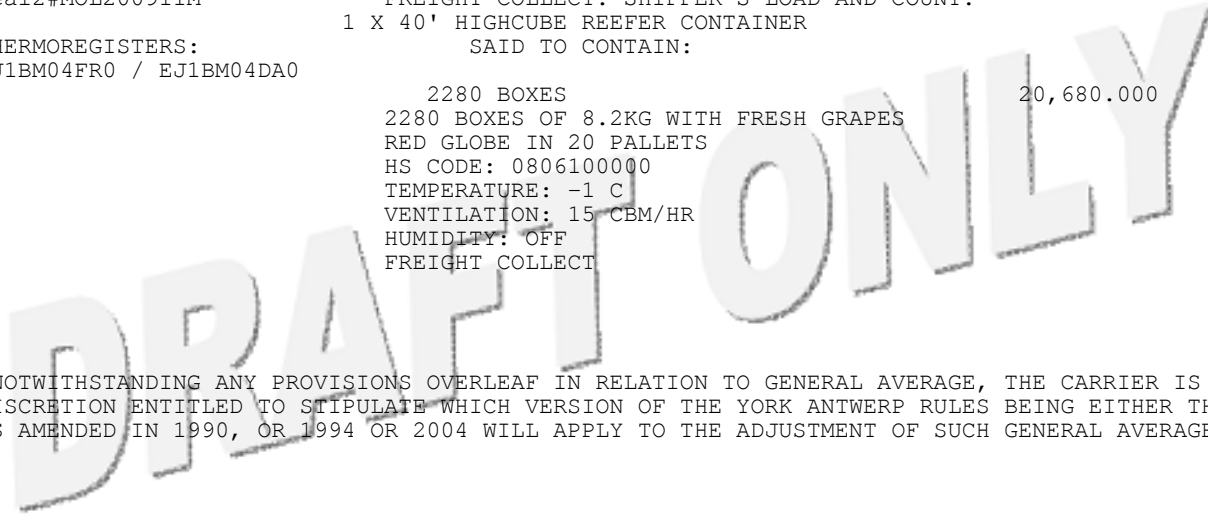 FREIGHT COLLECT. SHIPPER'S LOAD AND COUNT.
1 X 40' HIGHCUBE REEFER CONTAINER
HERMOREGISTERS: SAID TO CONTAIN:
J1BM04FR0 / EJ1BM04DA0
2280 BOXES 20,680.000
2280 BOXES OF 8.2KG WITH FRESH GRAPES
RED GLOBE IN 20 PALLETS
HS CODE: 0806100000
TEMPERATURE: -1 C
VENTILATION: 15 CBM/HR
HUMIDITY: OFF
FREIGHT COLLECT
DRAFT ONLY
NOTWITHSTANDING ANY PROVISIONS OVERLEAF IN RELATION TO GENERAL AVERAGE, THE CARRIER IS
ISCRETION ENTITLED TO STIPULATE WHICH VERSION OF THE YORK ANTWERP RULES BEING EITHER TH
S AMENDED IN 1990, OR 1994 OR 2004 WILL APPLY TO THE ADJUSTMENT OF SUCH GENERAL AVERAGE